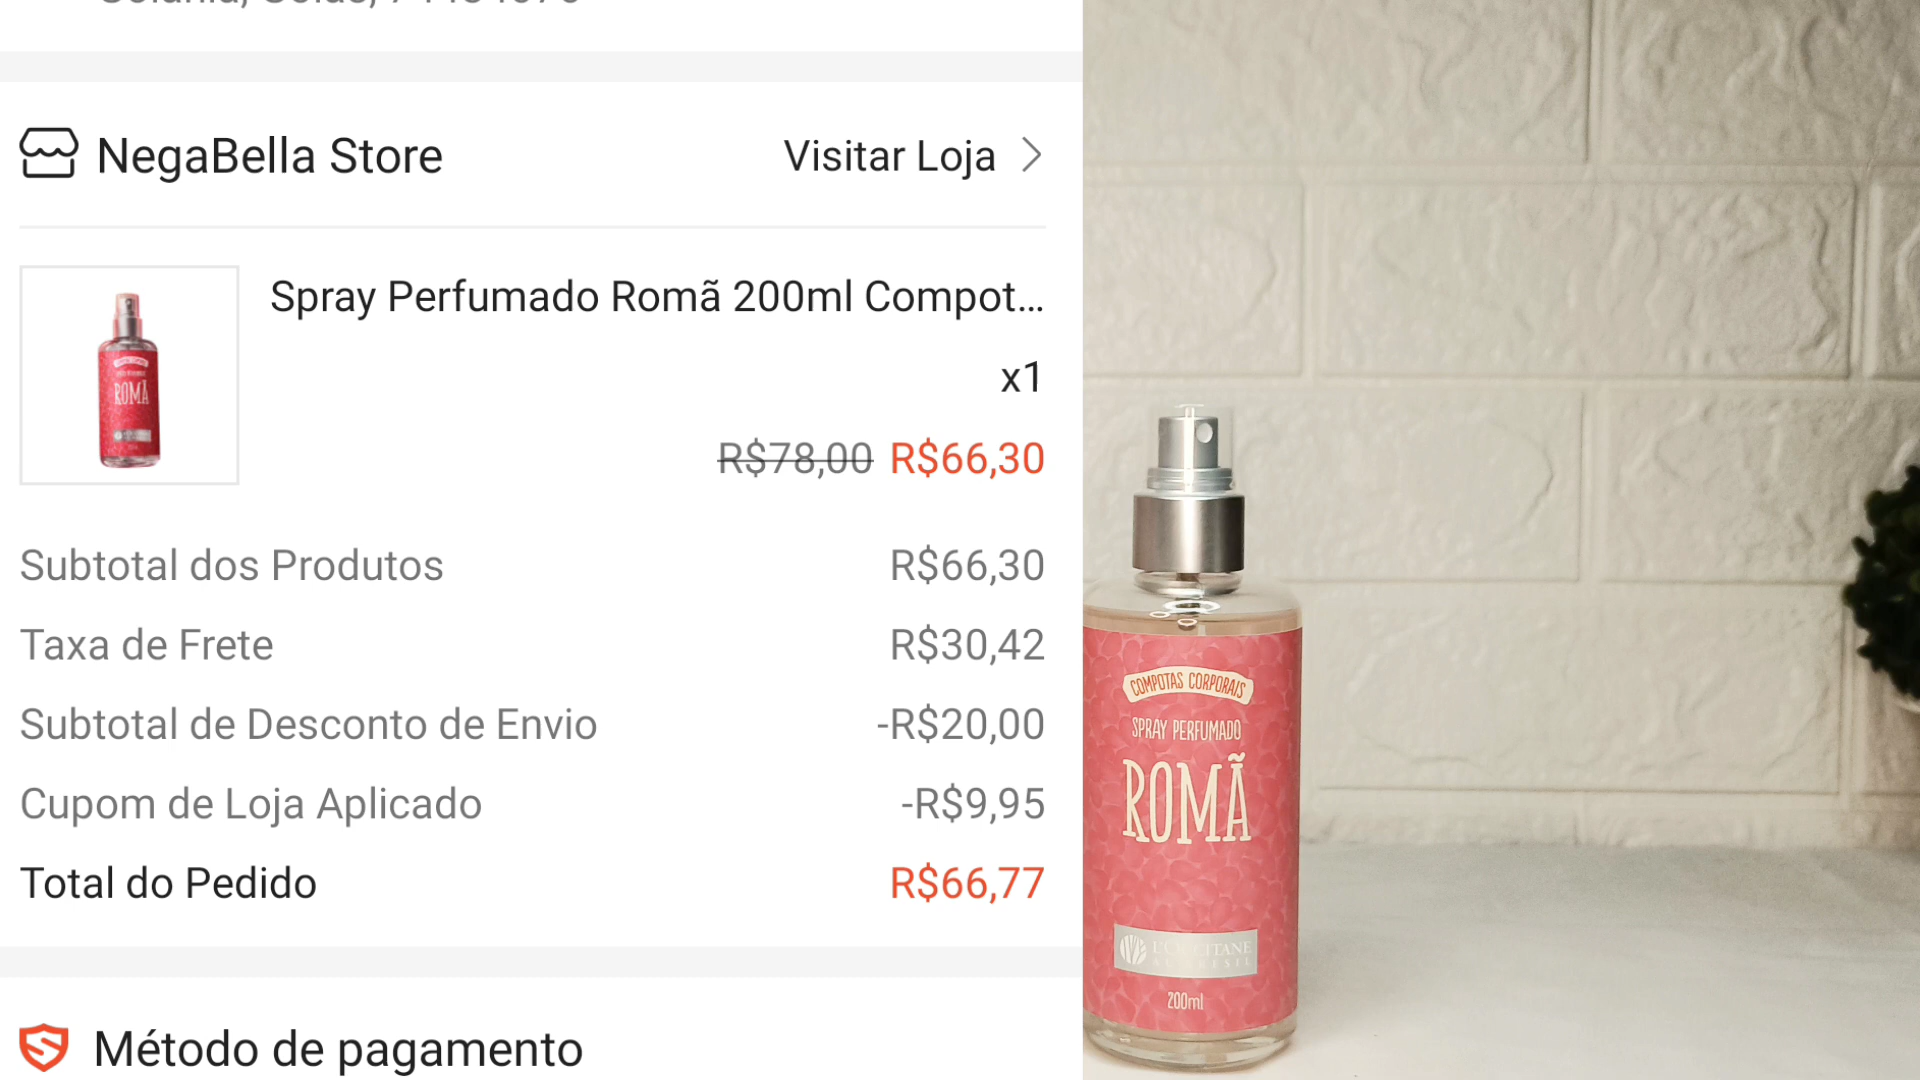 NegaBella Store
Visitar Loja
Spray Perfumado Romã 200ml Compot...
x1
R$78,00 R$66,30
Subtotal dos Produtos R$66,30
Taxa de Frete R$30,42
Subtotal de Desconto de Envio -R$20,00
Cupom de Loja Aplicado -R$9,95
Total do Pedido R$66,77
Método de pagamento
ROMÃ
COMPOTAS CORPORAIS
SPRAY PERFUMADO
ROMÃ
L'OCCITANE
200ml